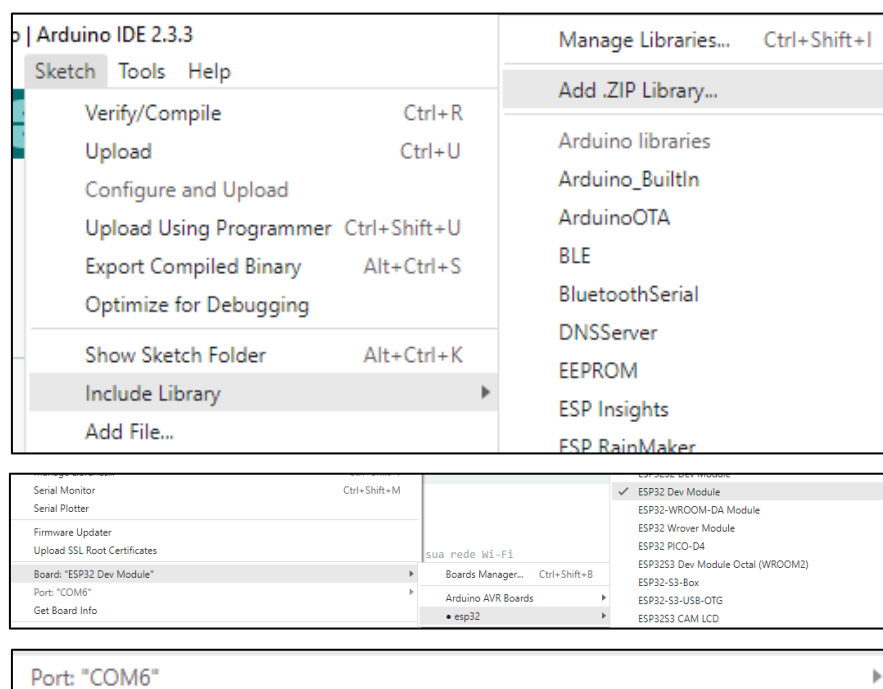 | Arduino IDE 2.3.3
Sketch Tools Help
Verify/Compile Ctrl+R
Upload Ctrl+U
Configure and Upload
Upload Using Programmer Ctrl+Shift+U
Export Compiled Binary Alt+Ctrl+S
Optimize for Debugging
Show Sketch Folder Alt+Ctrl+K
Include Library
Add File...
Manage Libraries... Ctrl+Shift+I
Add .ZIP Library...
Arduino libraries
Arduino_BuiltIn
ArduinoOTA
BLE
BluetoothSerial
DNSServer
EEPROM
ESP Insights
ESP RainMaker
Serial Monitor Ctrl+Shift+M
Serial Plotter
Firmware Updater
Upload SSL Root Certificates
Board: "ESP32 Dev Module"
Port: "COM6"
Get Board Info
sua rede Wi-Fi
Boards Manager... Ctrl+Shift+B
Arduino AVR Boards
esp32
✓ ESP32 Dev Module
ESP32-WROOM-DA Module
ESP32 Wrover Module
ESP32 PICO-D4
ESP32S3 Dev Module Octal (WROOM2)
ESP32-S3-Box
ESP32-S3-USB-OTG
ESP32S3 CAM LCD
Port: "COM6"